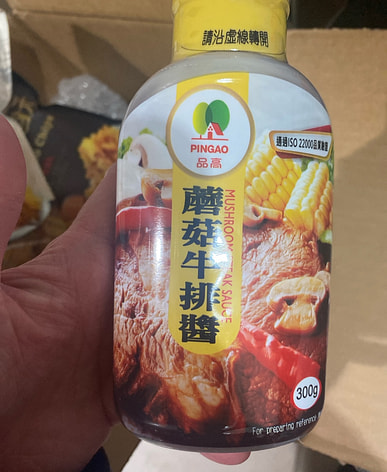 請沿虛線轉開
PINGAO
品高
通過ISO 22000品質驗證
蘑菇牛排醬
MUSHROOM STEAK SAUCE
300g
For preparing reference